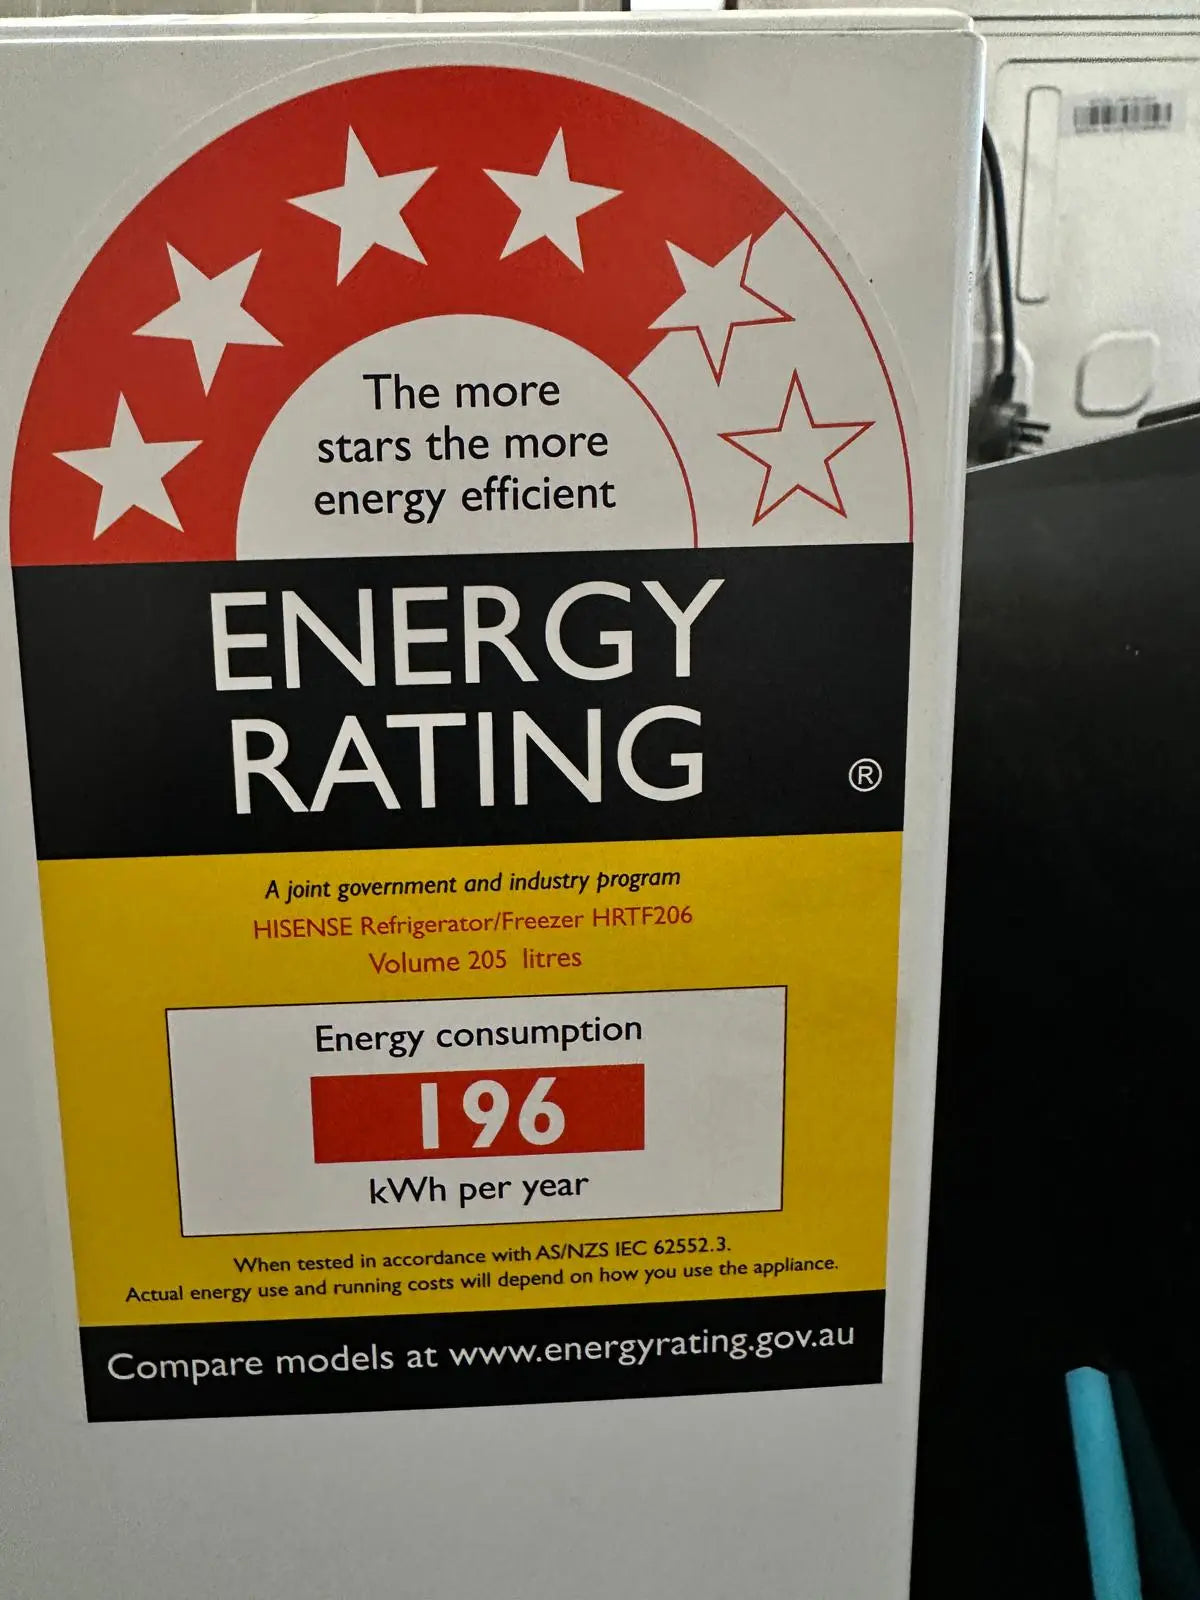 The more
stars the more
energy efficient
ENERGY
RATING
®
A joint government and industry program
HISENSE Refrigerator/Freezer HRTF206
Volume 205 litres
Energy consumption
196
kWh per year
When tested in accordance with AS/NZS IEC 62552.3.
Actual energy use and running costs will depend on how you use the appliance.
Compare models at www.energyrating.gov.au